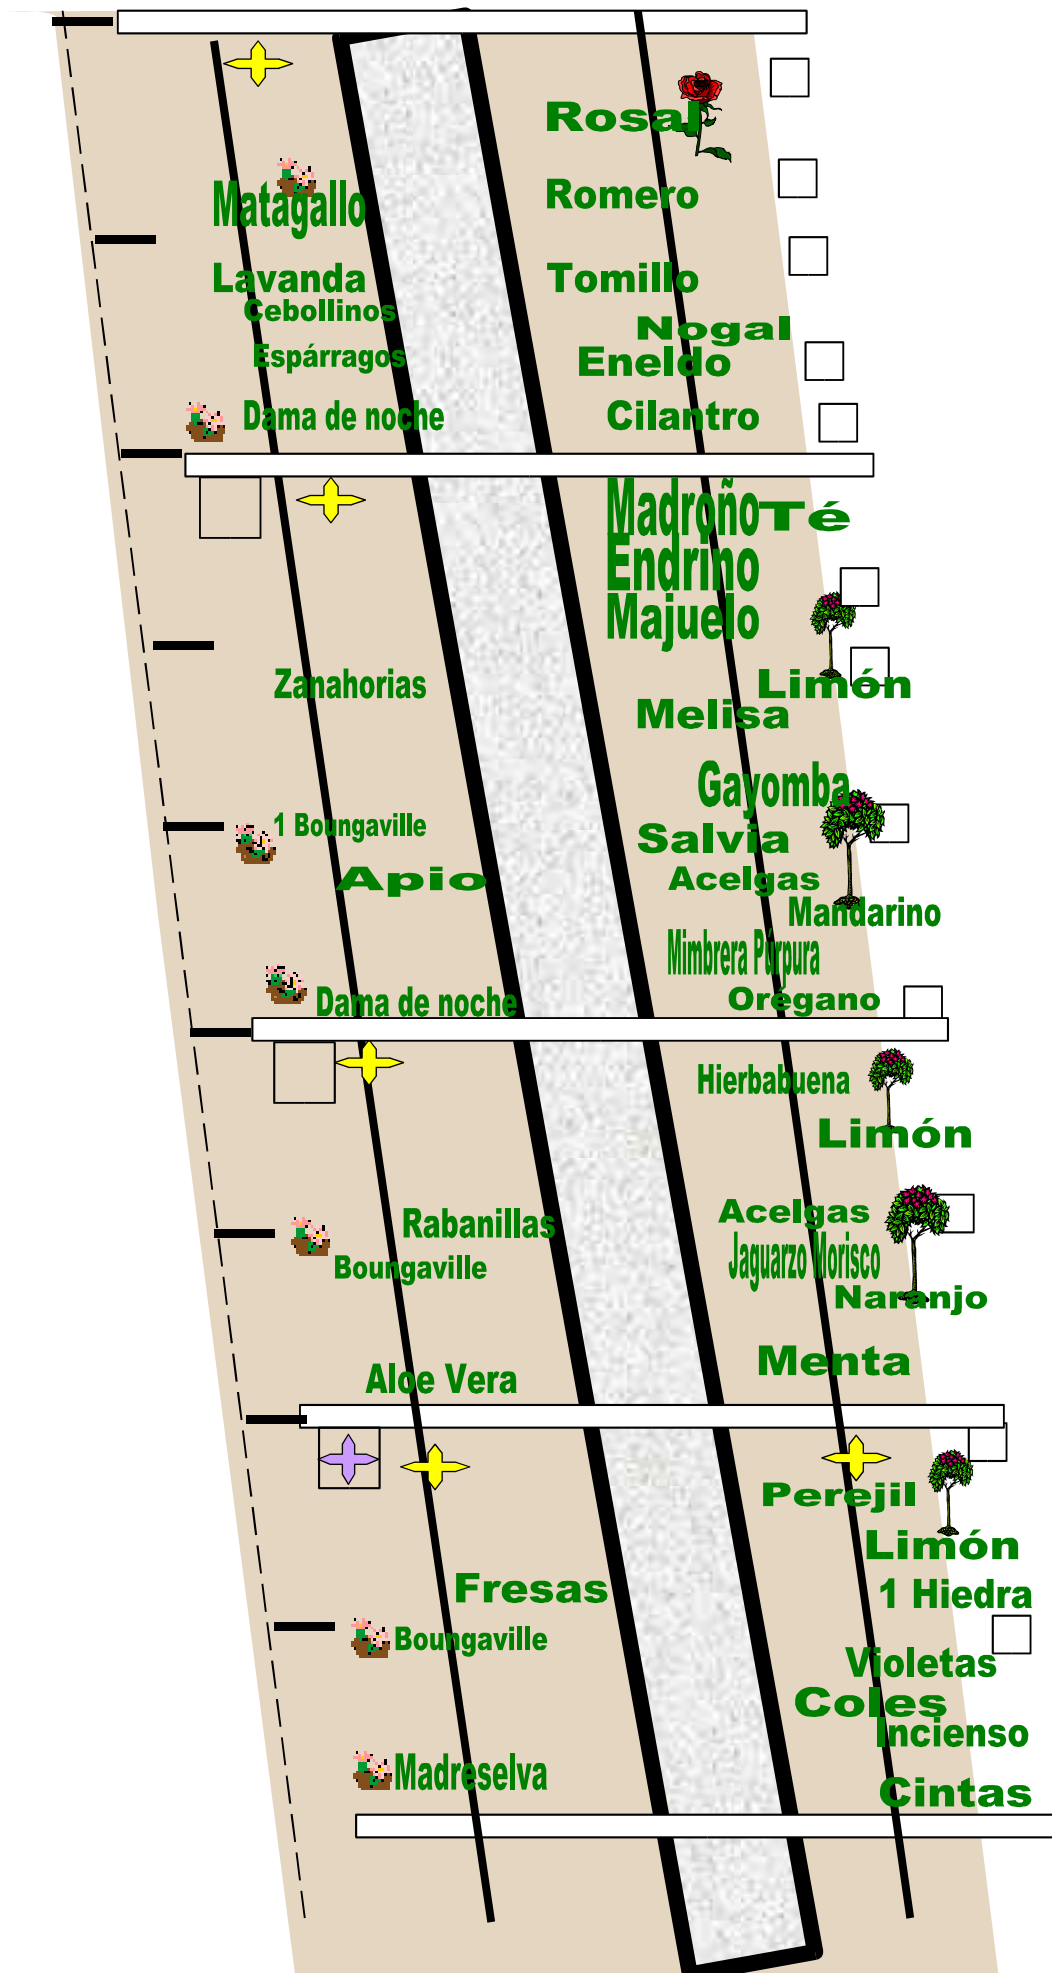 Rosal
Matagallo
Romero
Lavanda
Tomillo
Cebollinos
Nogal
Espárragos
Eneldo
Dama de noche
Cilantro
Madroño
Té
Endrino
Majuelo
Zanahorias
Limón
Melisa
Gayomba
1 Boungaville
Salvia
Apio
Acelgas
Mandarino
Mimbrera Púrpura
Dama de noche
Orégano
Hierbabuena
Limón
Rabanillas
Acelgas
Boungaville
Jaguarzo Morisco
Naranjo
Aloe Vera
Menta
Perejil
Limón
Fresas
1 Hiedra
Boungaville
Violetas
Coles
Incienso
Madreselva
Cintas